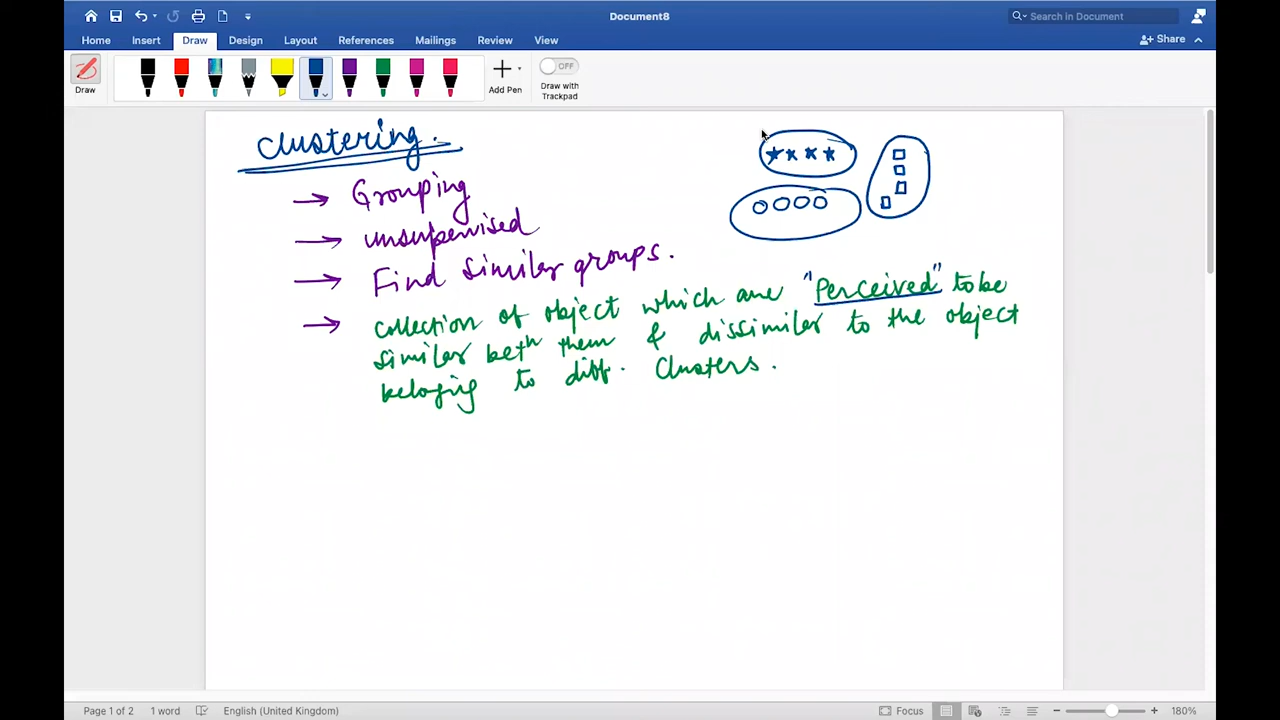 Document8
Search in Document
Home Insert Draw Design Layout References Mailings Review View
Share
Draw
Add Pen
OFF
Draw with
Trackpad
Clustering.
→ Grouping
→ unsupervised
→ Find similar groups.
→ collection of object which are "Perceived" to be
similar betⁿ them & dissimilar to the object
beloging to diff. Clusters.
Page 1 of 2 1 word English (United Kingdom) Focus 180%